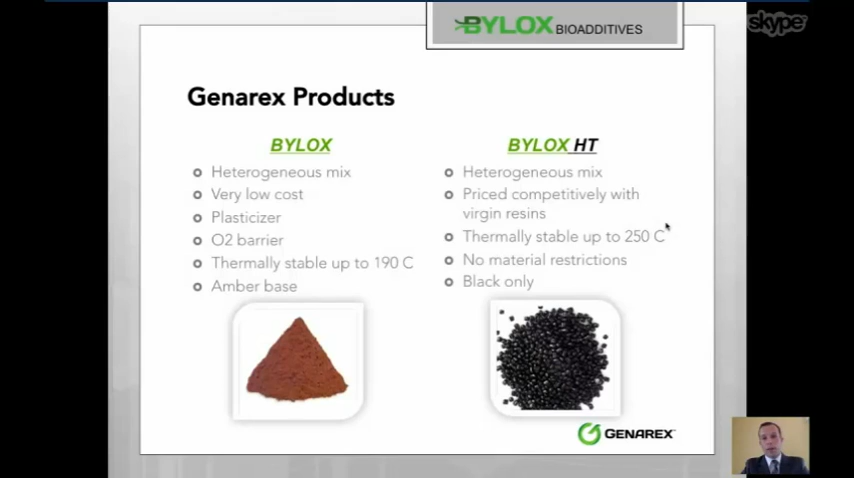 BYLOX BIOADDITIVES
skype
Genarex Products
BYLOX
Heterogeneous mix
Very low cost
Plasticizer
O2 barrier
Thermally stable up to 190 C
Amber base
BYLOX HT
Heterogeneous mix
Priced competitively with
virgin resins
Thermally stable up to 250 C
No material restrictions
Black only
GENAREX